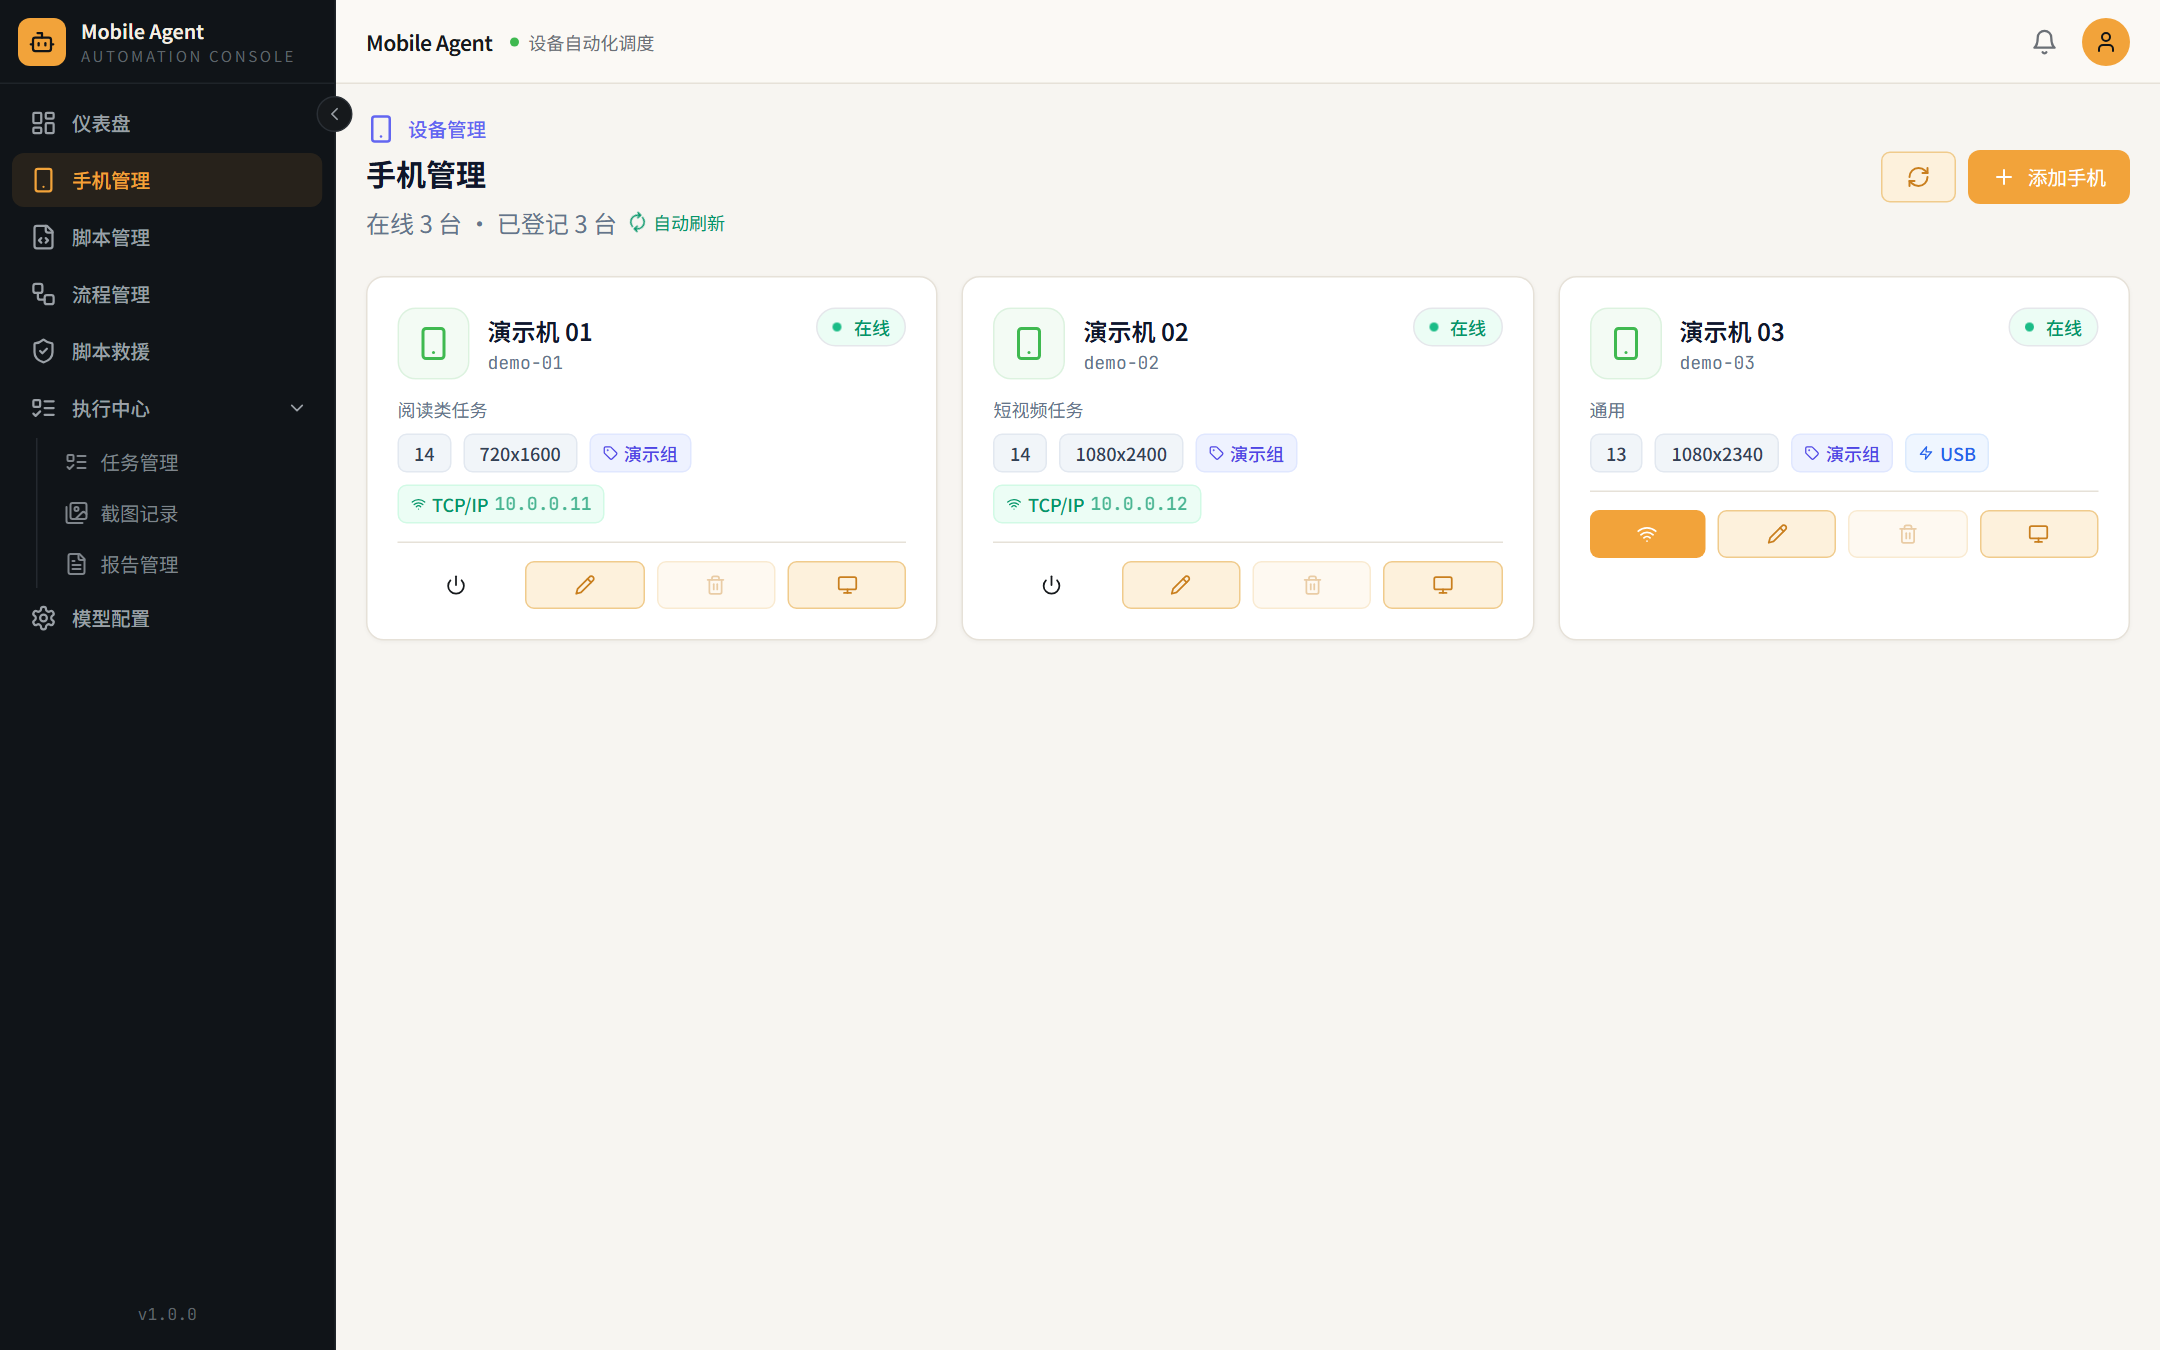 Mobile Agent
AUTOMATION CONSOLE
仪表盘
手机管理
脚本管理
流程管理
脚本救援
执行中心
任务管理
截图记录
报告管理
模型配置
v1.0.0
Mobile Agent 设备自动化调度
设备管理
手机管理
在线 3 台 · 已登记 3 台 自动刷新
添加手机
演示机 01
demo-01
在线
阅读类任务
14 720x1600 演示组
TCP/IP 10.0.0.11
演示机 02
demo-02
在线
短视频任务
14 1080x2400 演示组
TCP/IP 10.0.0.12
演示机 03
demo-03
在线
通用
13 1080x2340 演示组 USB